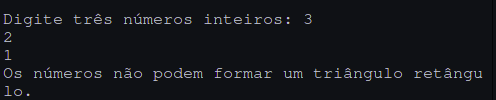 Digite três números inteiros: 3
2
1
Os números não podem formar um triângulo retângu
lo.